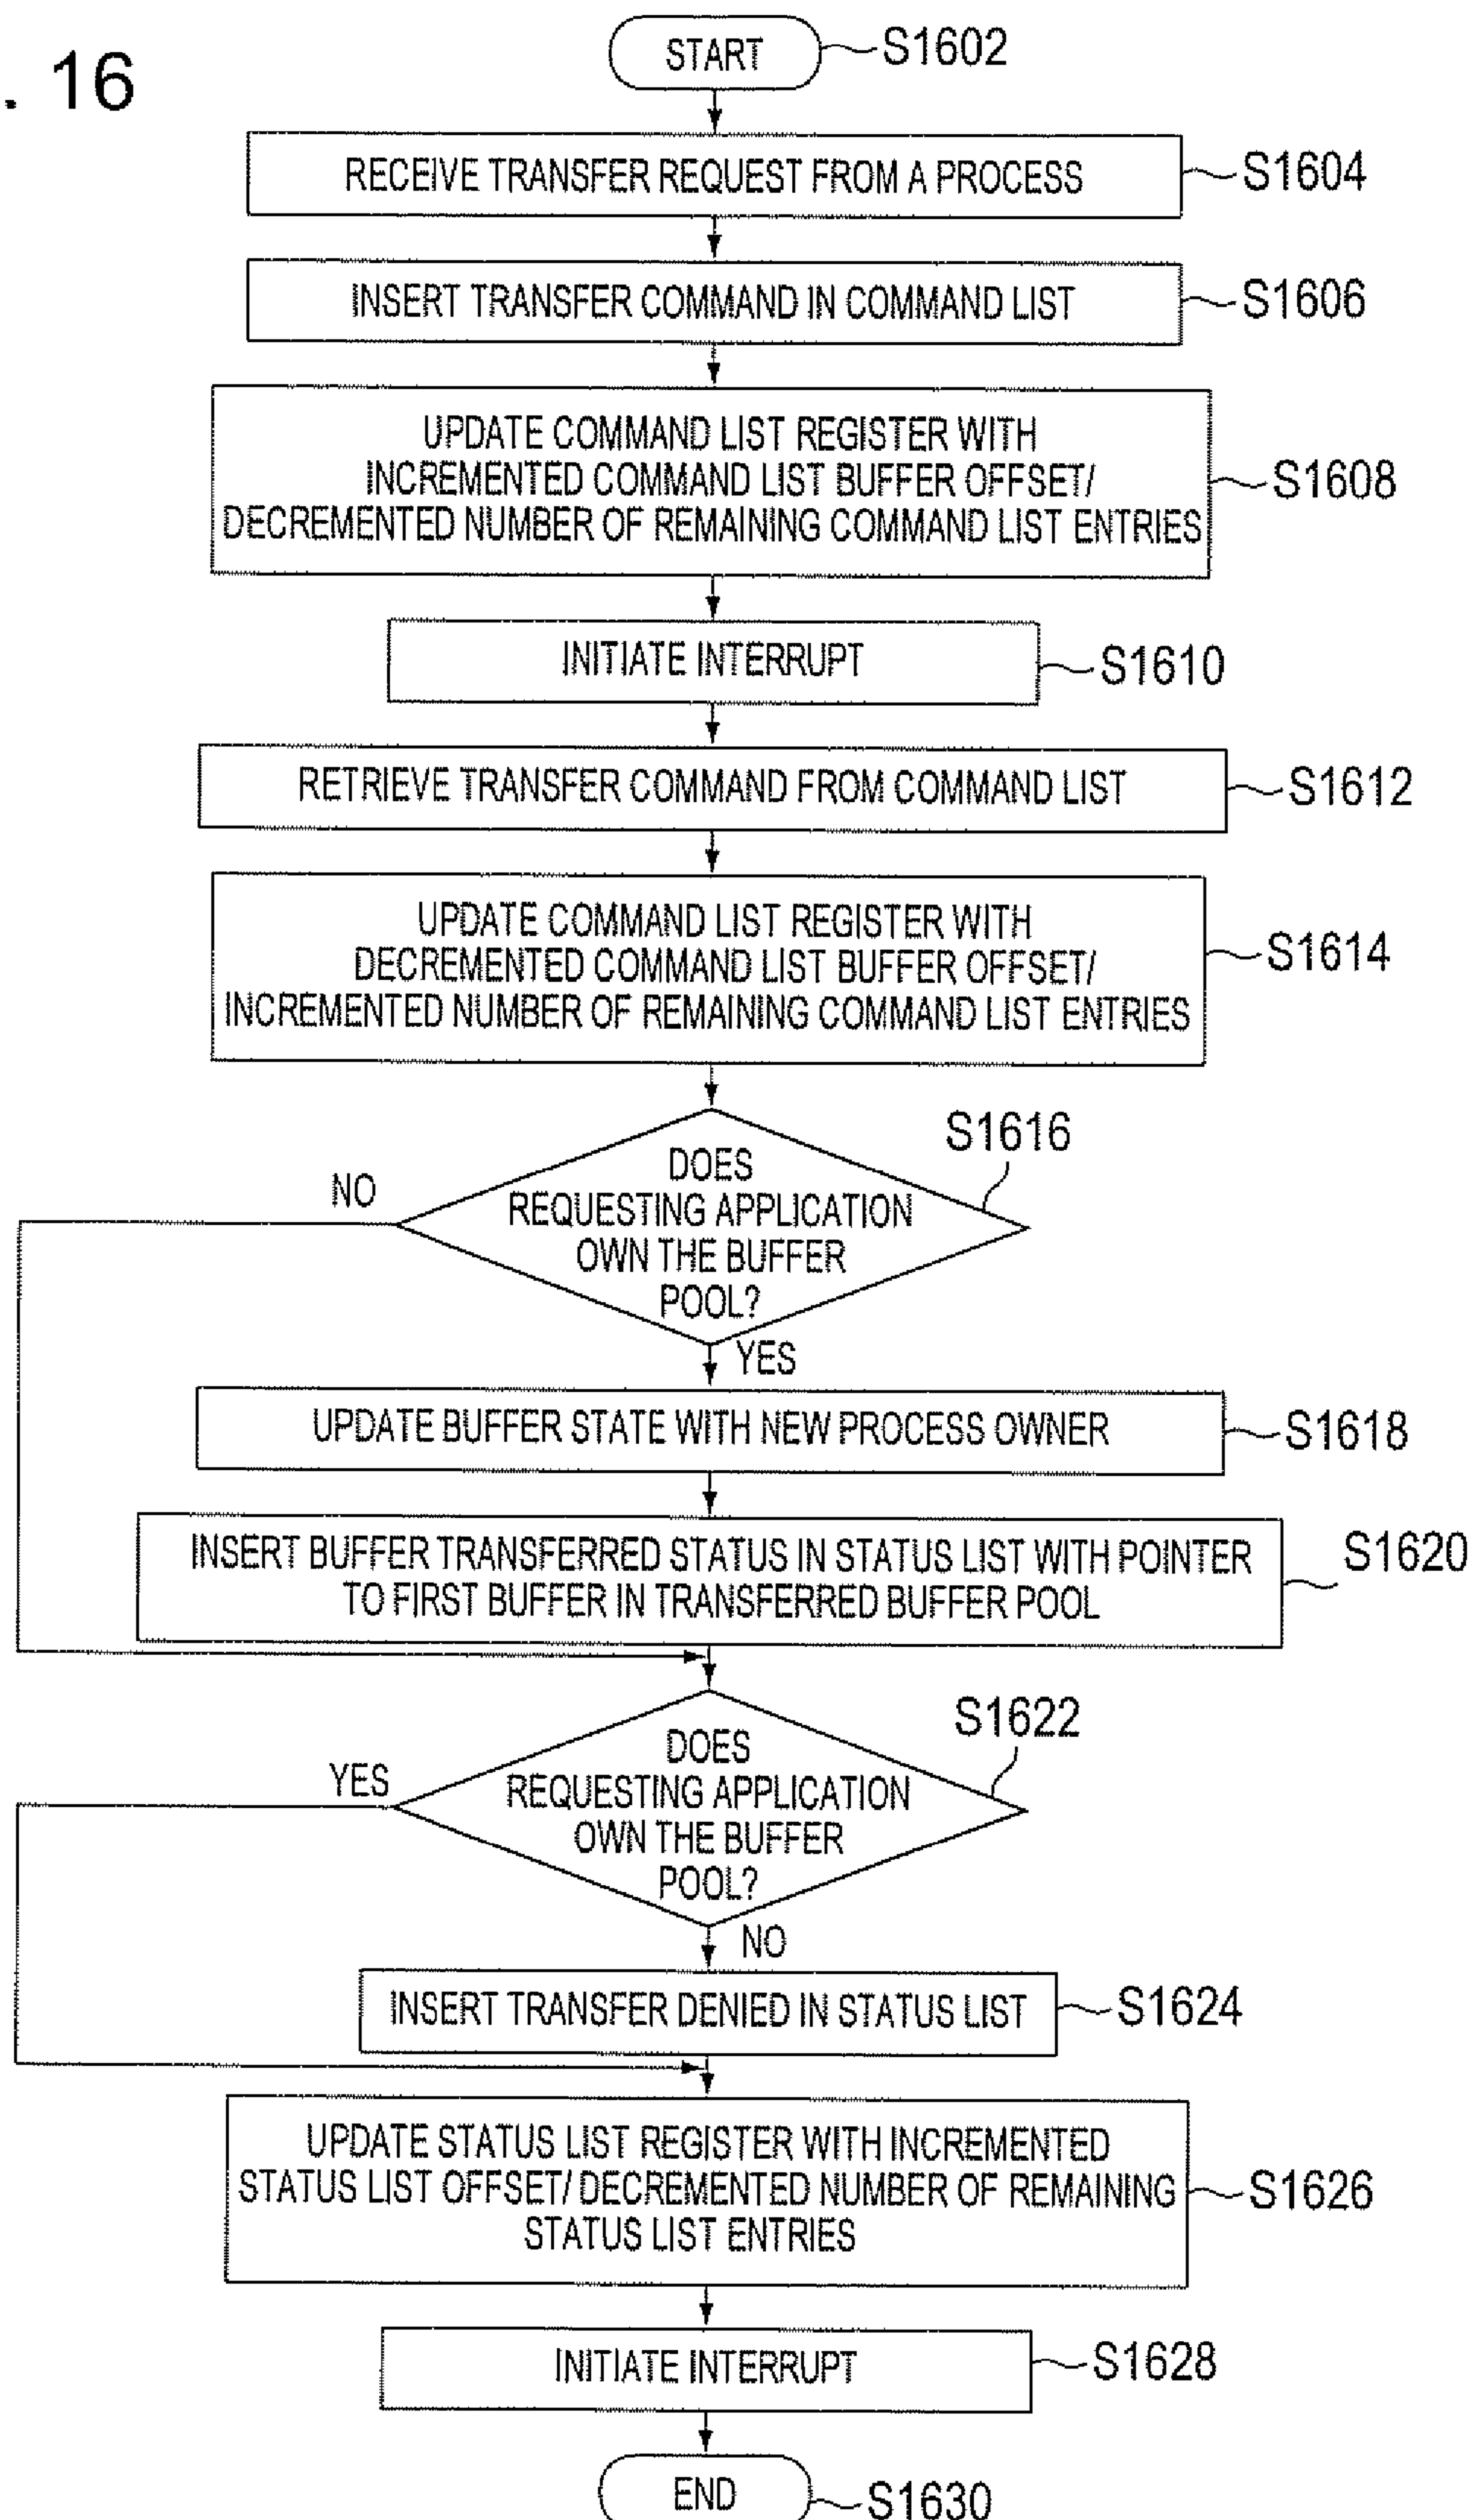 . 16
START
S1602
RECEIVE TRANSFER REQUEST FROM A PROCESS
S1604
INSERT TRANSFER COMMAND IN COMMAND LIST
S1606
UPDATE COMMAND LIST REGISTER WITH
INCREMENTED COMMAND LIST BUFFER OFFSET/
DECREMENTED NUMBER OF REMAINING COMMAND LIST ENTRIES
S1608
INITIATE INTERRUPT
S1610
RETRIEVE TRANSFER COMMAND FROM COMMAND LIST
S1612
UPDATE COMMAND LIST REGISTER WITH
DECREMENTED COMMAND LIST BUFFER OFFSET/
INCREMENTED NUMBER OF REMAINING COMMAND LIST ENTRIES
S1614
S1616
NO
DOES
REQUESTING APPLICATION
OWN THE BUFFER
POOL?
YES
UPDATE BUFFER STATE WITH NEW PROCESS OWNER
S1618
INSERT BUFFER TRANSFERRED STATUS IN STATUS LIST WITH POINTER
TO FIRST BUFFER IN TRANSFERRED BUFFER POOL
S1620
S1622
YES
DOES
REQUESTING APPLICATION
OWN THE BUFFER
POOL?
NO
INSERT TRANSFER DENIED IN STATUS LIST
S1624
UPDATE STATUS LIST REGISTER WITH INCREMENTED
STATUS LIST OFFSET/ DECREMENTED NUMBER OF REMAINING
STATUS LIST ENTRIES
S1626
INITIATE INTERRUPT
S1628
END
S1630